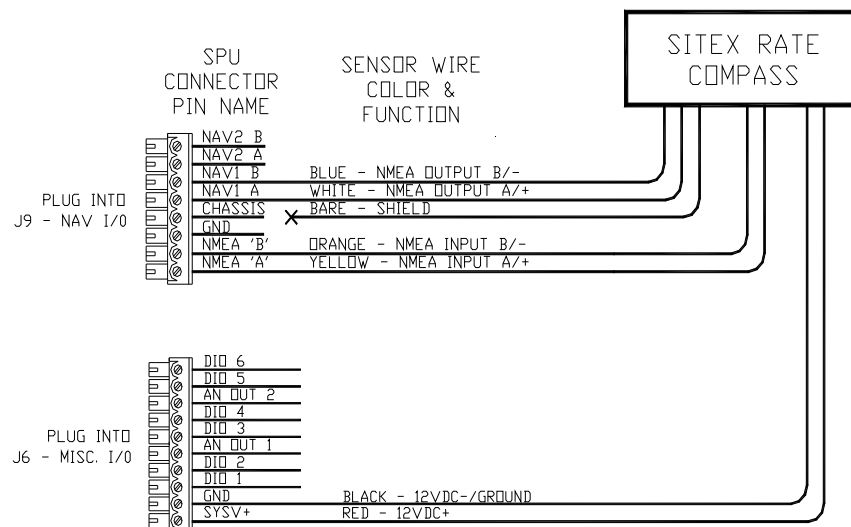 SITEX RATE
COMPASS
SPU
CONNECTOR
PIN NAME
SENSOR WIRE
COLOR &
FUNCTION
PLUG INTO
J9 - NAV I/O
NAV2 B
NAV2 A
NAV1 B BLUE - NMEA OUTPUT B/-
NAV1 A WHITE - NMEA OUTPUT A/+
CHASSIS BARE - SHIELD
GND
NMEA 'B' ORANGE - NMEA INPUT B/-
NMEA 'A' YELLOW - NMEA INPUT A/+
PLUG INTO
J6 - MISC. I/O
DIO 6
DIO 5
AN OUT 2
DIO 4
DIO 3
AN OUT 1
DIO 2
DIO 1
GND BLACK - 12VDC-/GROUND
SYSV+ RED - 12VDC+